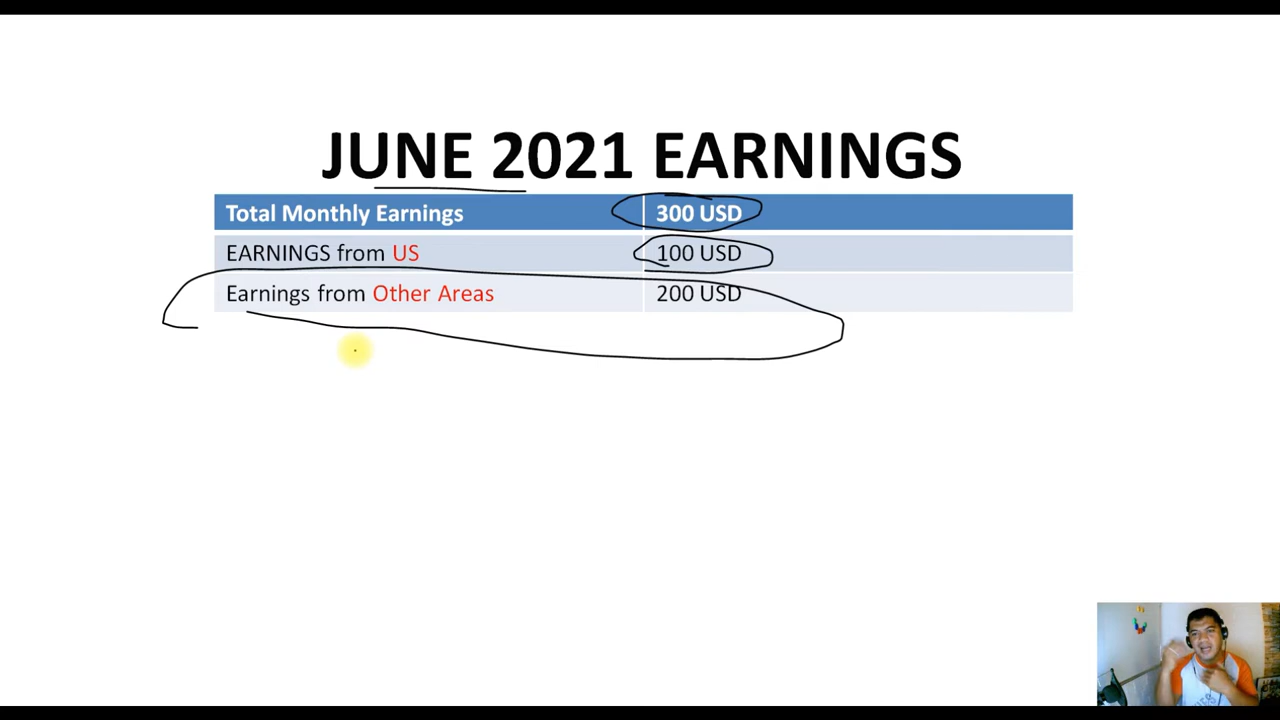 JUNE 2021 EARNINGS
Total Monthly Earnings 300 USD
EARNINGS from US 100 USD
Earnings from Other Areas 200 USD